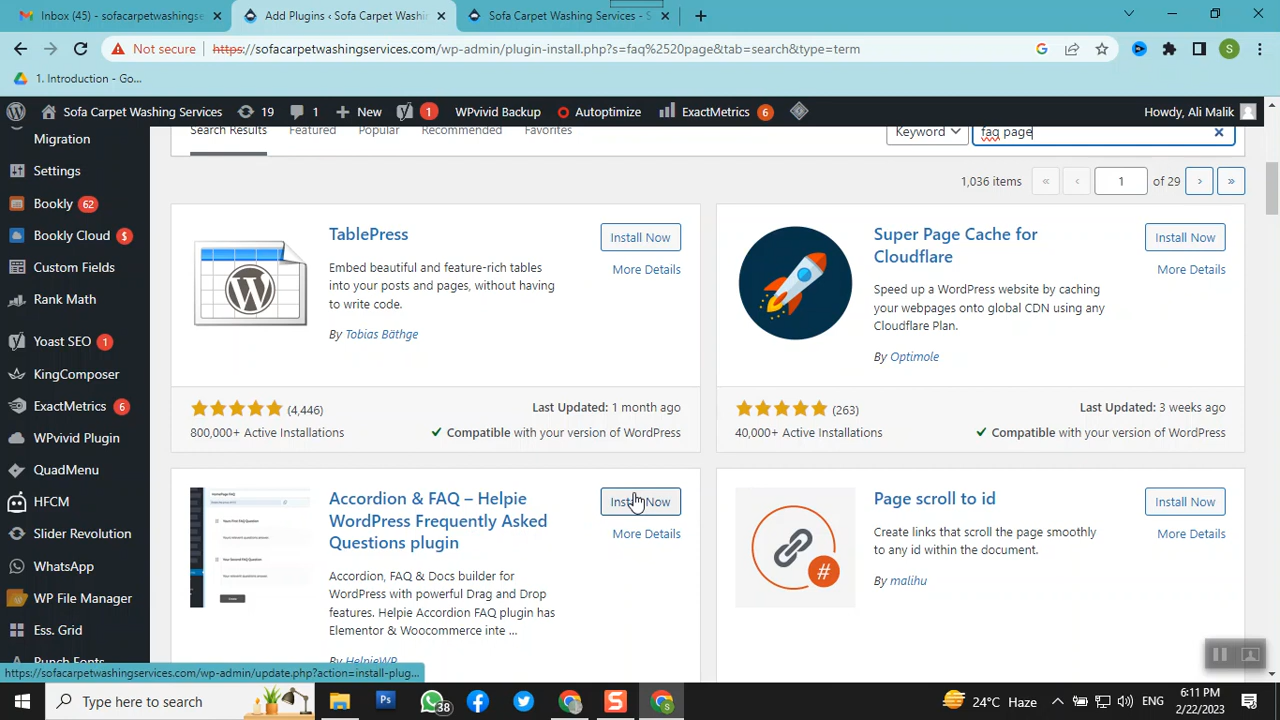 Inbox (45) - sofacarpetwashings
Add Plugins ‹ Sofa Carpet Washin
Sofa Carpet Washing Services - S
Not secure
https://sofacarpetwashingservices.com/wp-admin/plugin-install.php?s=faq%2520page&tab=search&type=term
S
1. Introduction - Go...
Sofa Carpet Washing Services
19
1
New
1
WPvivid Backup
Autoptimize
ExactMetrics
6
Howdy, Ali Malik
Migration
Settings
Bookly 62
Bookly Cloud $
Custom Fields
Rank Math
Yoast SEO 1
KingComposer
ExactMetrics 6
WPvivid Plugin
QuadMenu
HFCM
Slider Revolution
WhatsApp
WP File Manager
Ess. Grid
Punch Fonts
Search Results
Featured
Popular
Recommended
Favorites
Keyword
faq page
1,036 items
«
‹
1
of 29
›
»
TablePress
Install Now
More Details
Embed beautiful and feature-rich tables
into your posts and pages, without having
to write code.
By Tobias Bäthge
(4,446)
800,000+ Active Installations
Last Updated: 1 month ago
Compatible with your version of WordPress
Super Page Cache for
Cloudflare
Install Now
More Details
Speed up a WordPress website by caching
your webpages onto global CDN using any
Cloudflare Plan.
By Optimole
(263)
40,000+ Active Installations
Last Updated: 3 weeks ago
Compatible with your version of WordPress
Accordion & FAQ – Helpie
WordPress Frequently Asked
Questions plugin
Install Now
More Details
Accordion, FAQ & Docs builder for
WordPress with powerful Drag and Drop
features. Helpie Accordion FAQ plugin has
Elementor & Woocommerce inte ...
By HelpieWP
Page scroll to id
Install Now
More Details
Create links that scroll the page smoothly
to any id within the document.
By malihu
#
https://sofacarpetwashingservices.com/wp-admin/update.php?action=install-plug...
Type here to search
Ps
38
S
24°C Haze
ENG
6:11 PM
2/22/2023